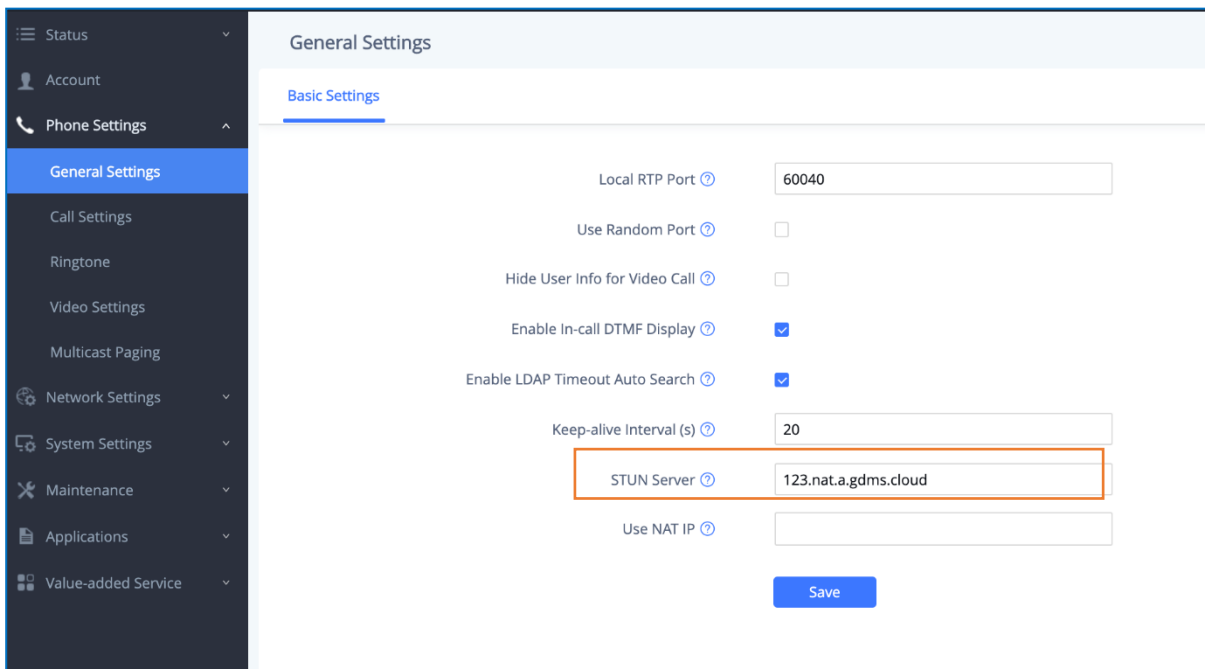 Status
Account
Phone Settings
General Settings
Call Settings
Ringtone
Video Settings
Multicast Paging
Network Settings
System Settings
Maintenance
Applications
Value-added Service
General Settings
Basic Settings
Local RTP Port ? 60040
Use Random Port ?
Hide User Info for Video Call ?
Enable In-call DTMF Display ?
Enable LDAP Timeout Auto Search ?
Keep-alive Interval (s) ? 20
STUN Server ? 123.nat.a.gdms.cloud
Use NAT IP ?
Save